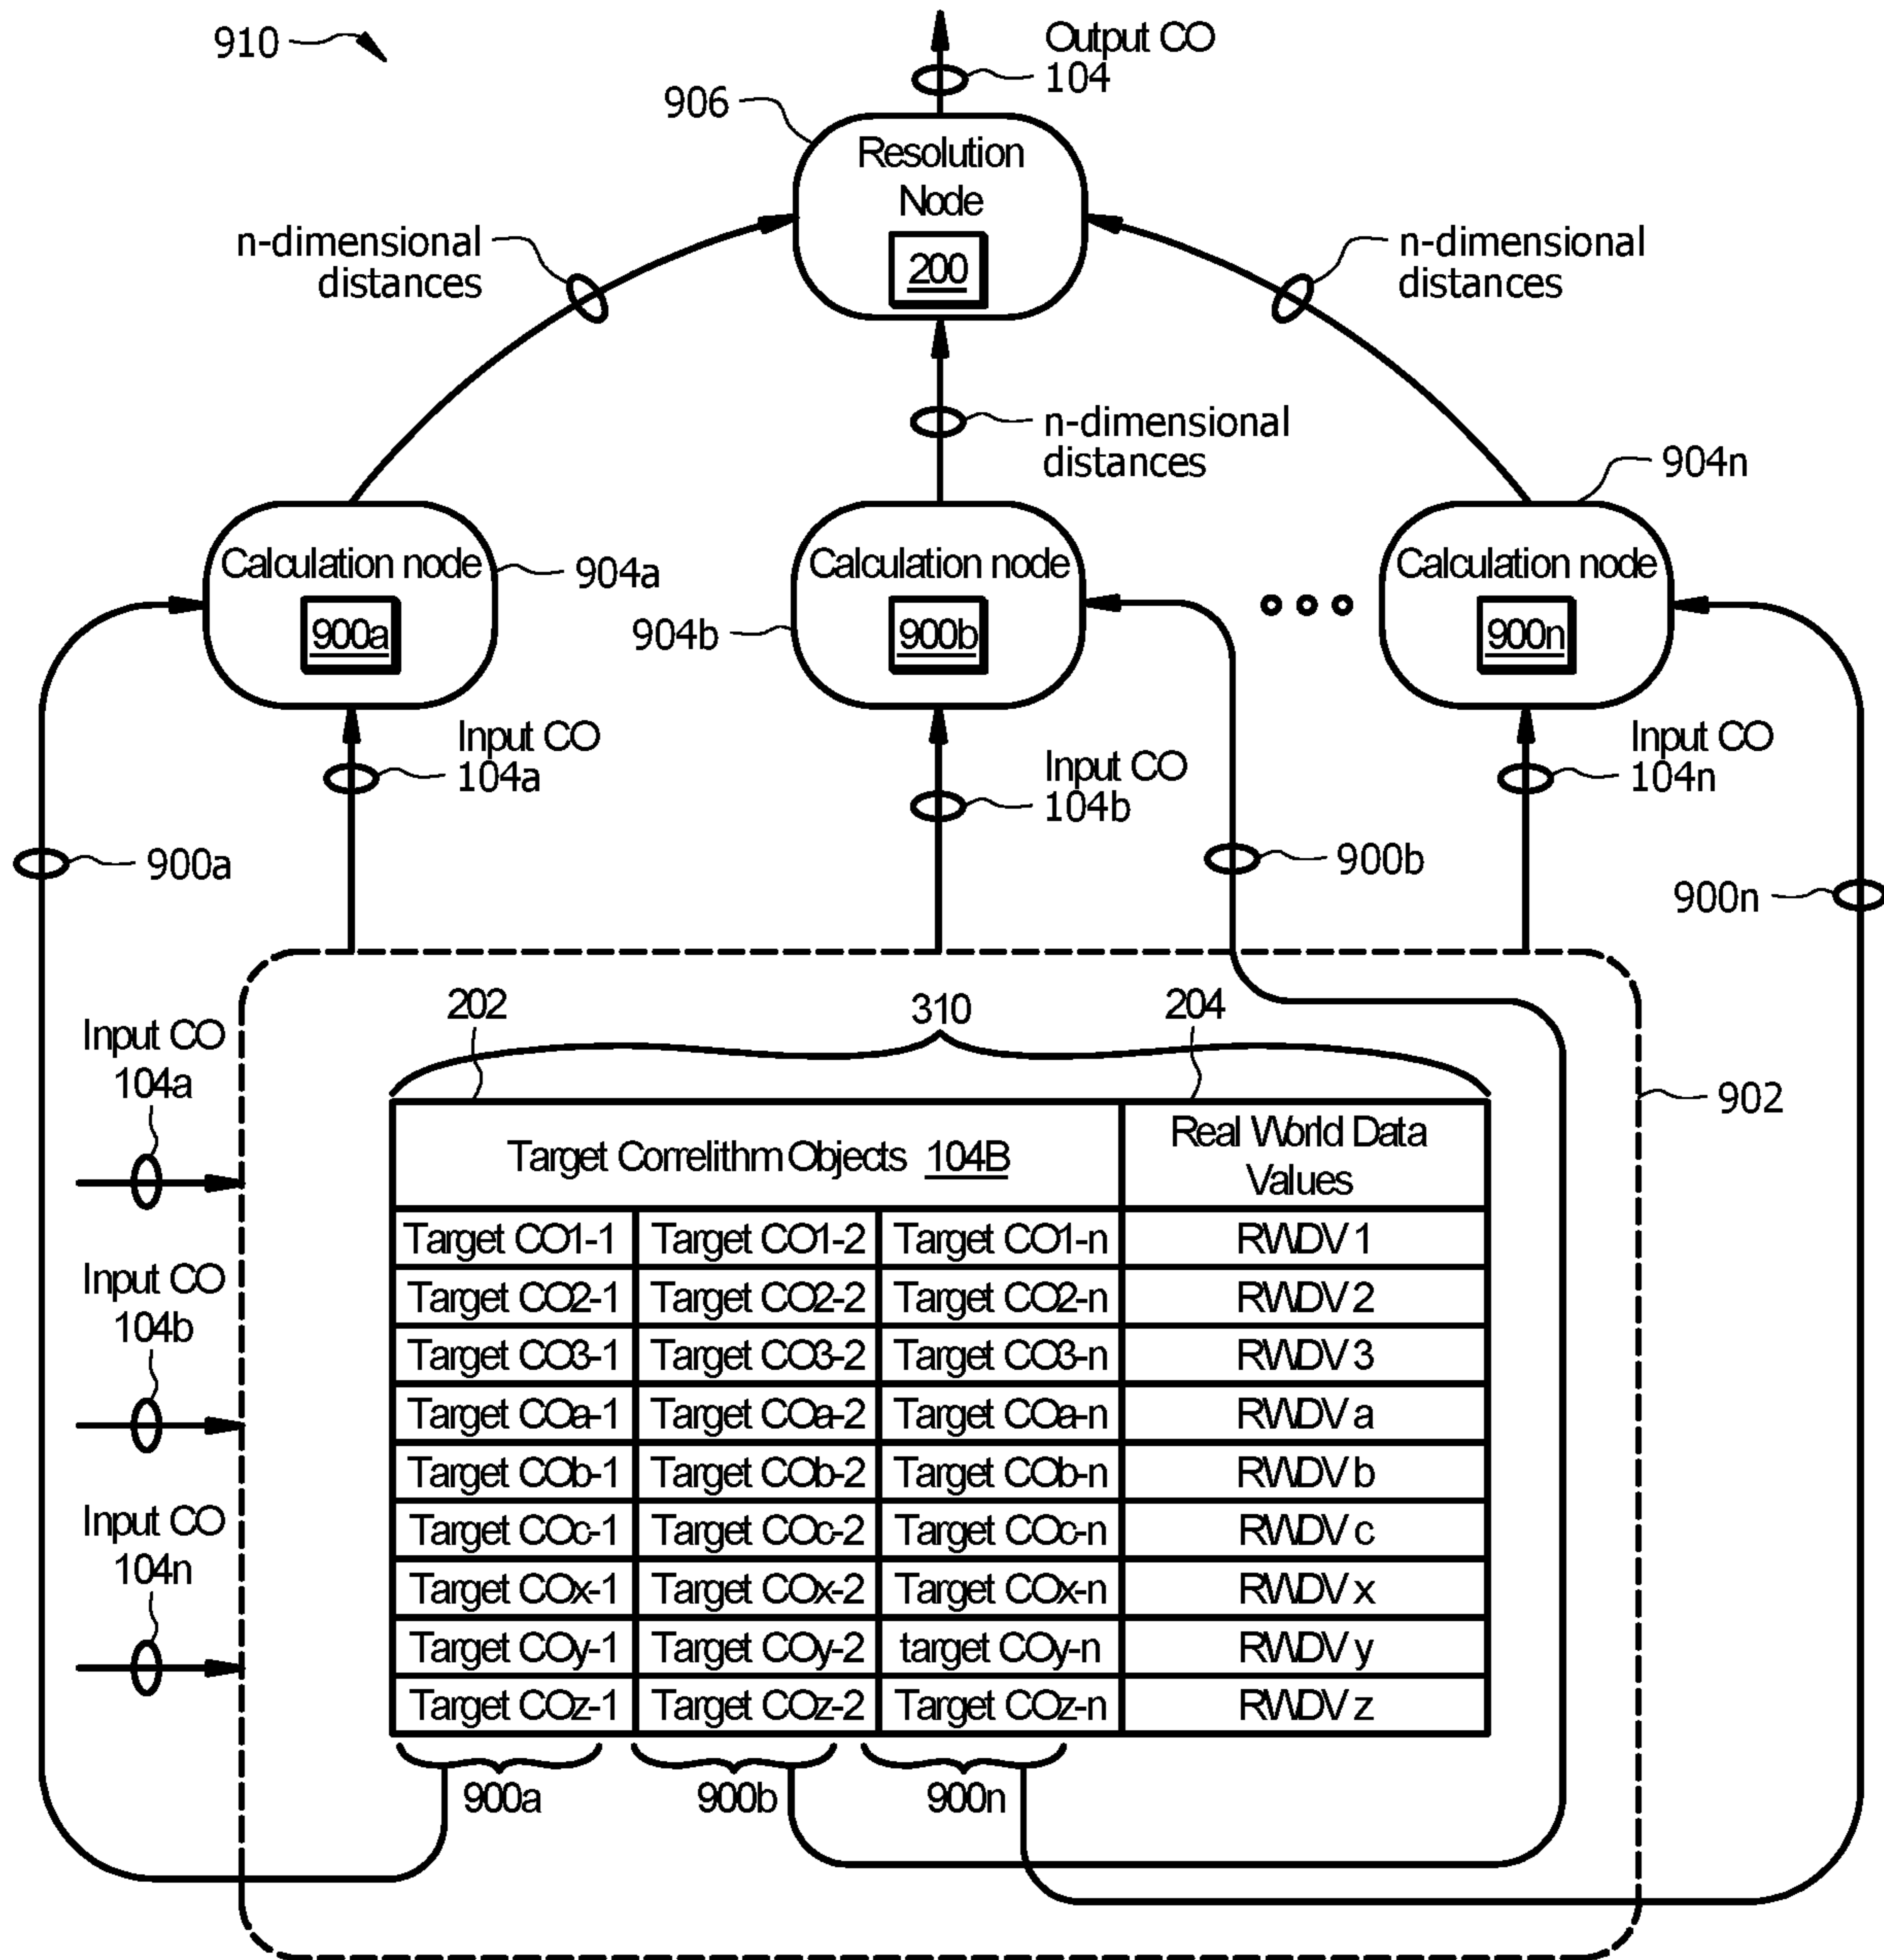 910
Output CO
104
906
Resolution
Node
200
n-dimensional
distances
n-dimensional
distances
n-dimensional
distances
904n
Calculation node
900a
904a
Calculation node
900b
904b
Calculation node
900n
Input CO
104a
Input CO
104b
Input CO
104n
900a
900b
900n
202
310
204
902
Input CO
104a
Input CO
104b
Input CO
104n
Target Correlithm Objects 104B
Real World Data
Values
Target CO1-1 Target CO1-2 Target CO1-n RWDV 1
Target CO2-1 Target CO2-2 Target CO2-n RWDV 2
Target CO3-1 Target CO3-2 Target CO3-n RWDV 3
Target COa-1 Target COa-2 Target COa-n RWDV a
Target COb-1 Target COb-2 Target COb-n RWDV b
Target COc-1 Target COc-2 Target COc-n RWDV c
Target COx-1 Target COx-2 Target COx-n RWDV x
Target COy-1 Target COy-2 target COy-n RWDV y
Target COz-1 Target COz-2 Target COz-n RWDV z
900a
900b
900n